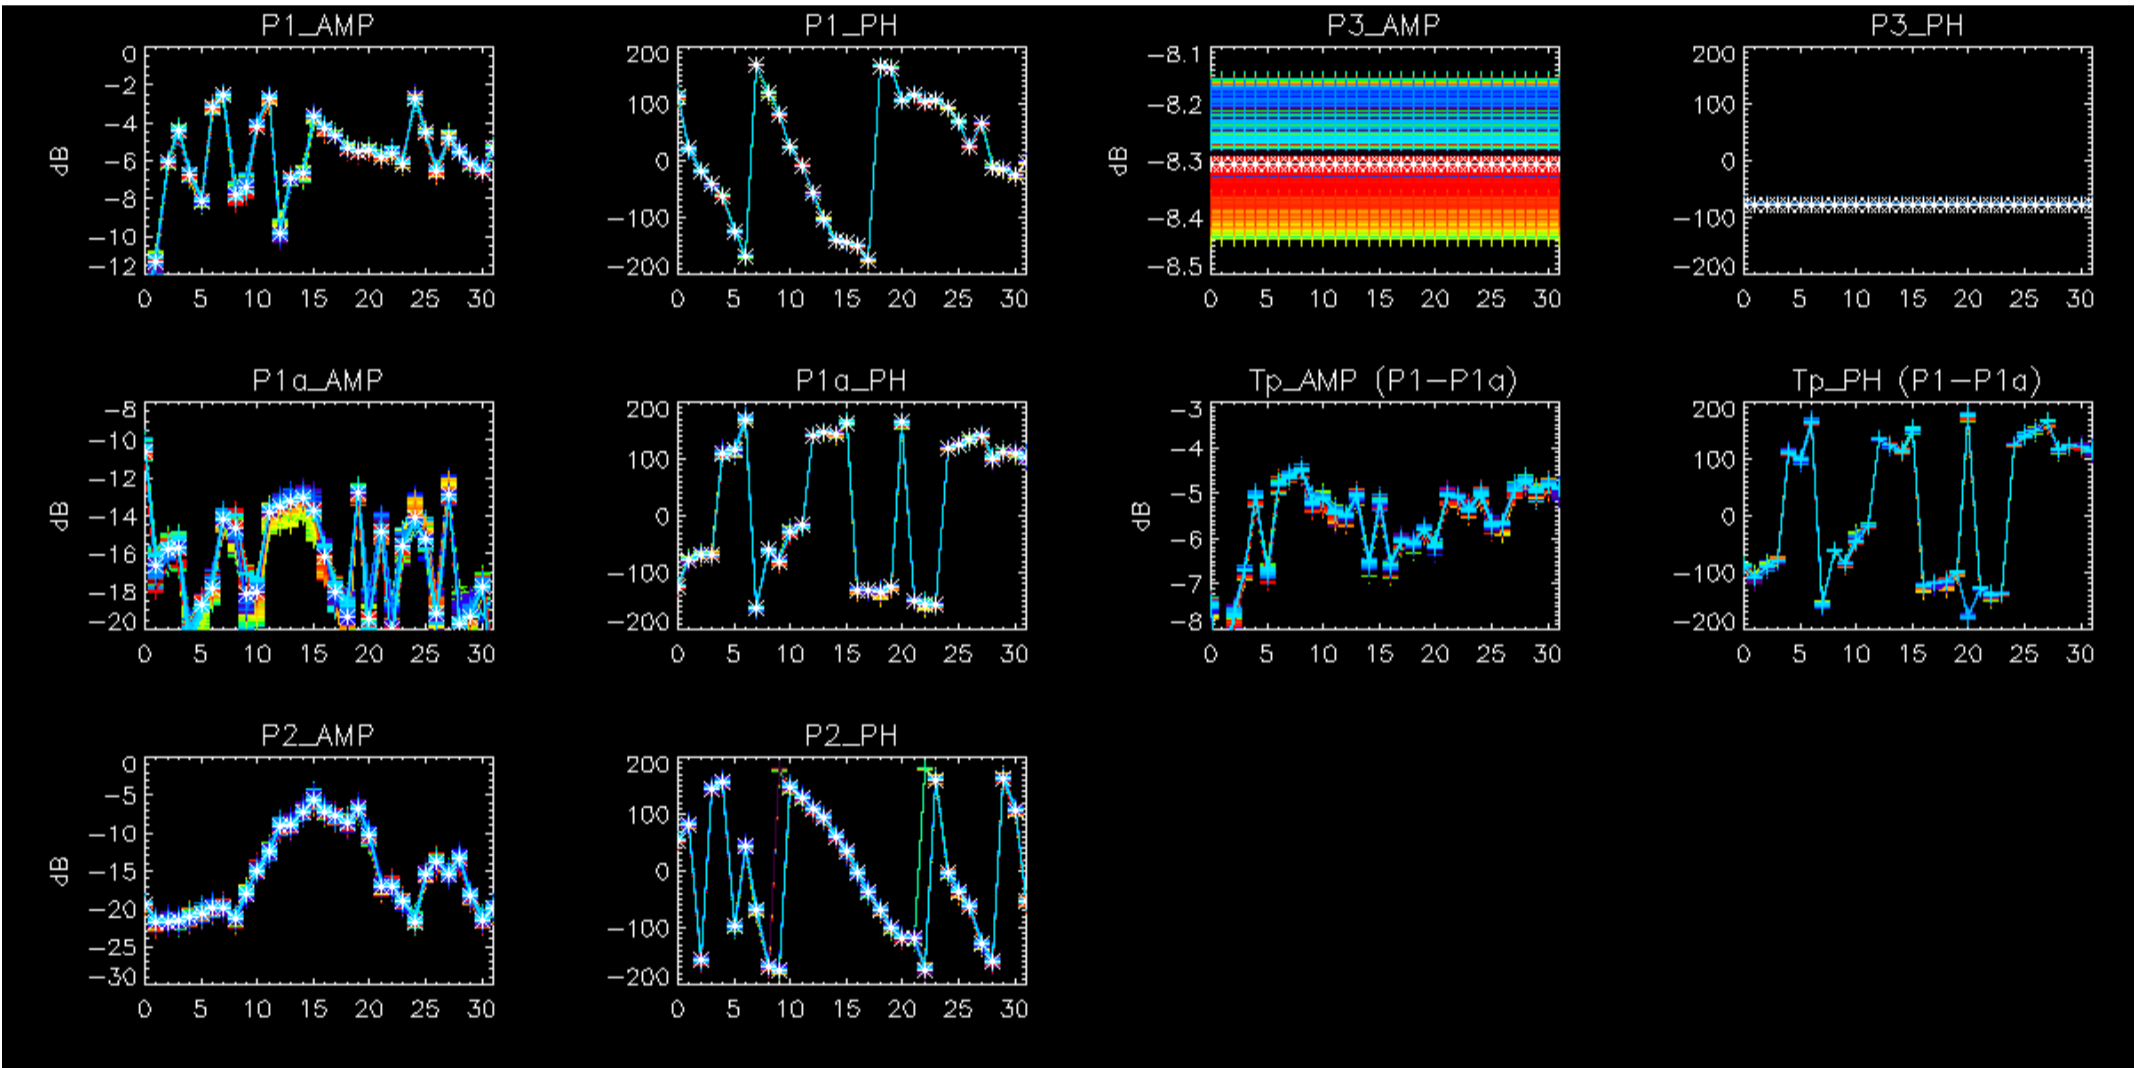 P1_AMP
0
−2
−4
−6
−8
−10
−12
dB
0 5 10 15 20 25 30
P1_PH
200
100
0
−100
−200
0 5 10 15 20 25 30
P3_AMP
−8.1
−8.2
−8.3
−8.4
−8.5
dB
0 5 10 15 20 25 30
P3_PH
200
100
0
−100
−200
0 5 10 15 20 25 30
P1a_AMP
−8
−10
−12
−14
−16
−18
−20
dB
0 5 10 15 20 25 30
P1a_PH
200
100
0
−100
−200
0 5 10 15 20 25 30
Tp_AMP (P1−P1a)
−3
−4
−5
−6
−7
−8
dB
0 5 10 15 20 25 30
Tp_PH (P1−P1a)
200
100
0
−100
−200
0 5 10 15 20 25 30
P2_AMP
0
−5
−10
−15
−20
−25
−30
dB
0 5 10 15 20 25 30
P2_PH
200
100
0
−100
−200
0 5 10 15 20 25 30